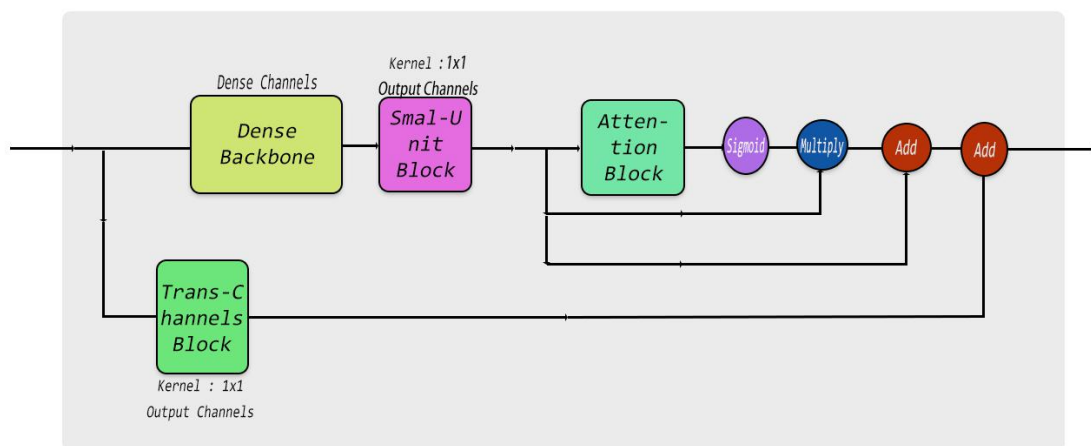 Dense Channels
Dense
Backbone
Kernel :1x1
Output Channels
Smal-U
nit
Block
Atten-
tion
Block
Sigmoid
Multiply
Add
Add
Trans-C
hannels
Block
Kernel : 1x1
Output Channels